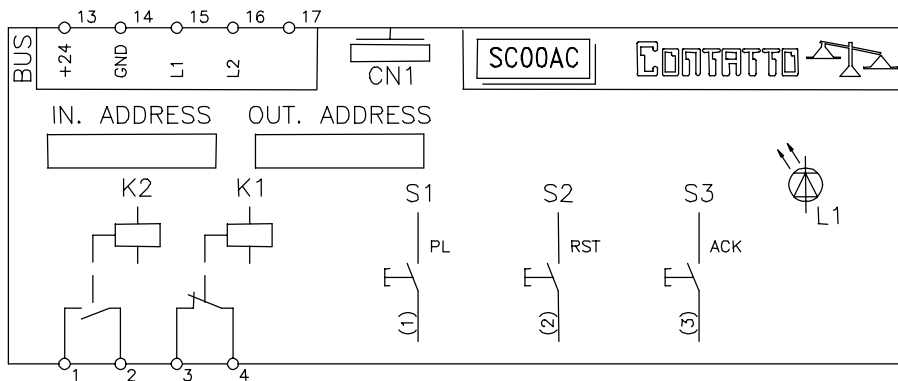 13 14 15 16 17
BUS +24 GND L1 L2
CN1
SC00AC
CONTATTO
IN. ADDRESS OUT. ADDRESS
K2 K1 S1 S2 S3 L1
PL RST ACK
(1) (2) (3)
1 2 3 4